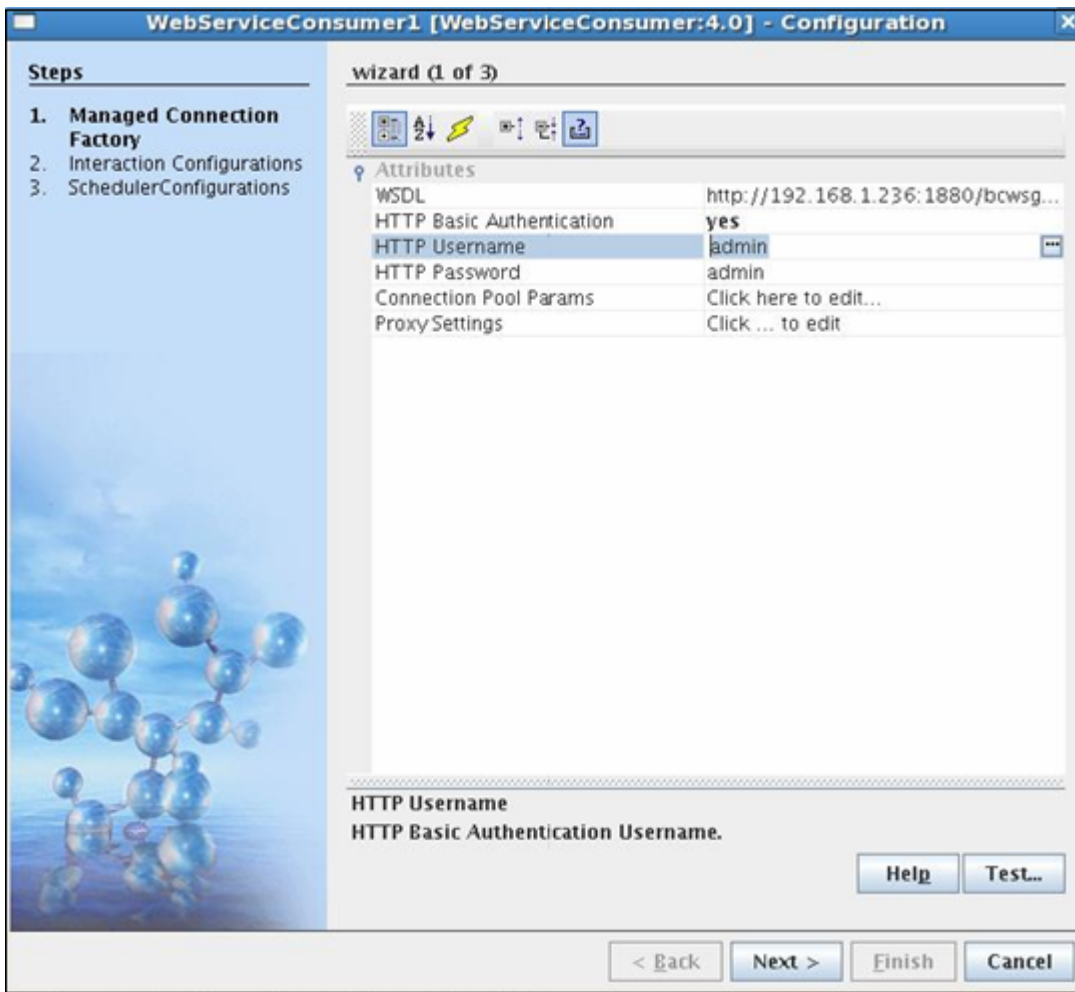 WebServiceConsumer1 [WebServiceConsumer:4.0] - Configuration
Steps
1. Managed Connection
Factory
2. Interaction Configurations
3. SchedulerConfigurations
wizard (1 of 3)
Attributes
WSDL http://192.168.1.236:1880/bcwsg...
HTTP Basic Authentication yes
HTTP Username admin
HTTP Password admin
Connection Pool Params Click here to edit...
Proxy Settings Click ... to edit
HTTP Username
HTTP Basic Authentication Username.
Help Test...
< Back Next > Finish Cancel